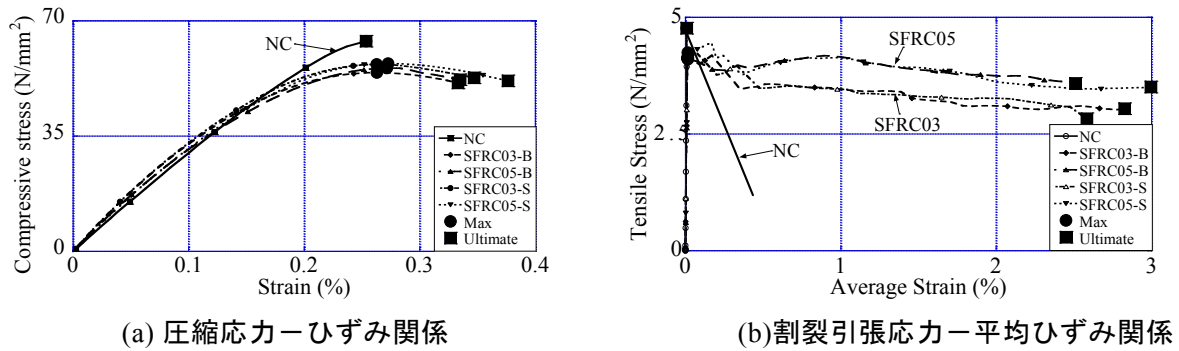 70
35
0
0
0.1
0.2
0.3
0.4
Compressive stress (N/mm²)
Strain (%)
NC
NC
SFRC03-B
SFRC05-B
SFRC03-S
SFRC05-S
Max
Ultimate
(a) 圧縮応力－ひずみ関係
5
2.5
0
0
1
2
3
Tensile Stress (N/mm²)
Average Strain (%)
SFRC05
SFRC03
NC
NC
SFRC03-B
SFRC05-B
SFRC03-S
SFRC05-S
Max
Ultimate
(b)割裂引張応力－平均ひずみ関係